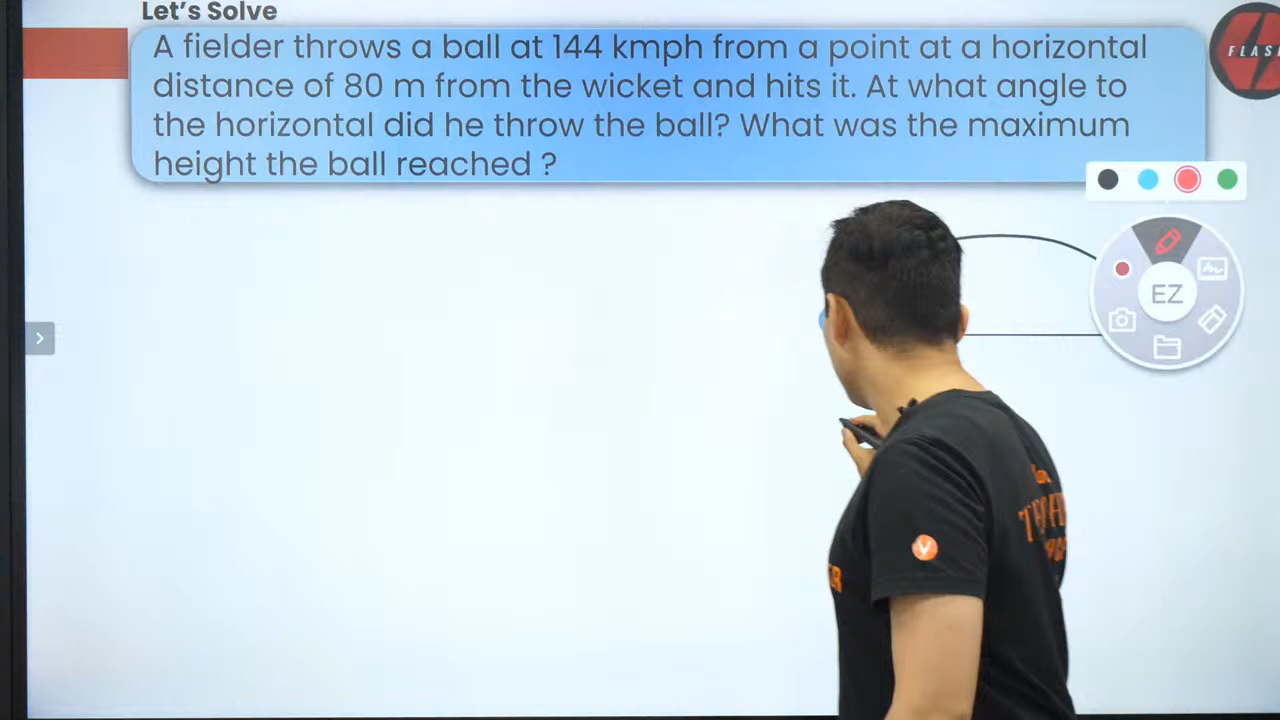 Let's Solve
A fielder throws a ball at 144 kmph from a point at a horizontal
distance of 80 m from the wicket and hits it. At what angle to
the horizontal did he throw the ball? What was the maximum
height the ball reached ?
EZ